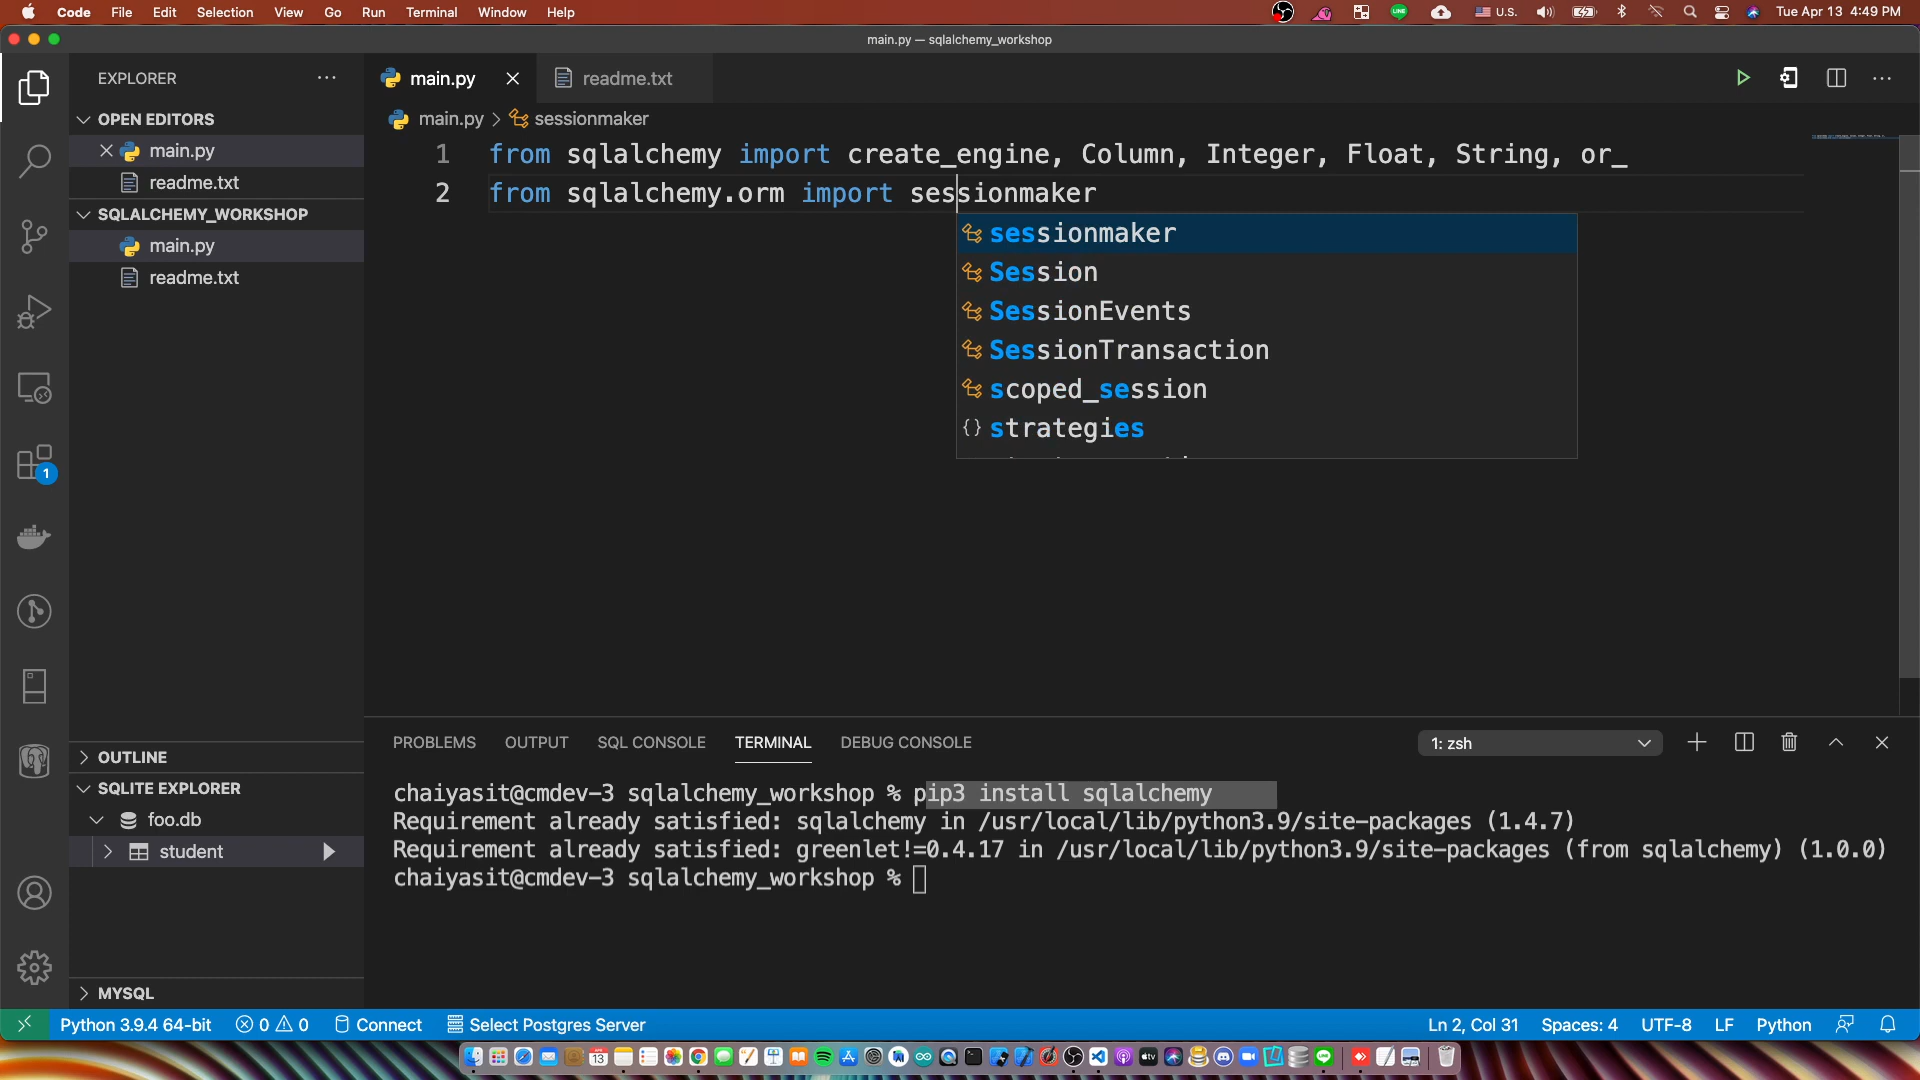 Code File Edit Selection View Go Run Terminal Window Help U.S. Tue Apr 13 4:49 PM
main.py — sqlalchemy_workshop
EXPLORER
main.py
readme.txt
OPEN EDITORS
main.py
readme.txt
SQLALCHEMY_WORKSHOP
main.py
readme.txt
main.py > sessionmaker
1 from sqlalchemy import create_engine, Column, Integer, Float, String, or_
2 from sqlalchemy.orm import sessionmaker
sessionmaker
Session
SessionEvents
SessionTransaction
scoped_session
{} strategies
1
OUTLINE
SQLITE EXPLORER
foo.db
student
MYSQL
PROBLEMS OUTPUT SQL CONSOLE TERMINAL DEBUG CONSOLE 1: zsh
chaiyasit@cmdev-3 sqlalchemy_workshop % pip3 install sqlalchemy
Requirement already satisfied: sqlalchemy in /usr/local/lib/python3.9/site-packages (1.4.7)
Requirement already satisfied: greenlet!=0.4.17 in /usr/local/lib/python3.9/site-packages (from sqlalchemy) (1.0.0)
chaiyasit@cmdev-3 sqlalchemy_workshop %
Python 3.9.4 64-bit 0 0 Connect Select Postgres Server Ln 2, Col 31 Spaces: 4 UTF-8 LF Python